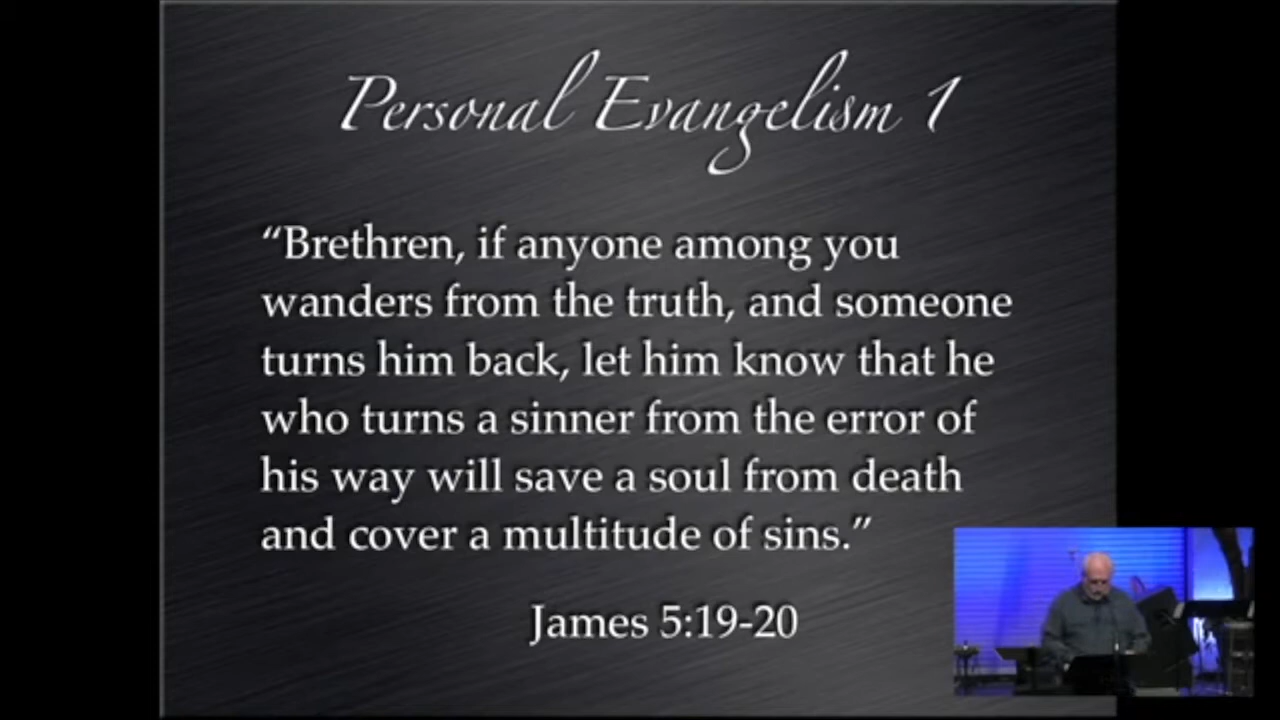 Personal Evangelism 1
“Brethren, if anyone among you
wanders from the truth, and someone
turns him back, let him know that he
who turns a sinner from the error of
his way will save a soul from death
and cover a multitude of sins.”
James 5:19-20